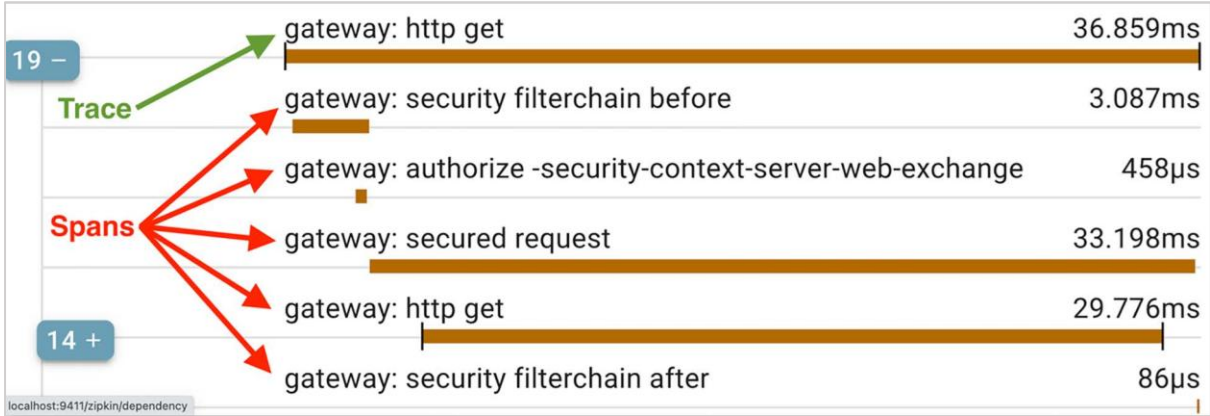 gateway: http get 36.859ms
19 −
Trace
gateway: security filterchain before 3.087ms
gateway: authorize -security-context-server-web-exchange 458µs
Spans
gateway: secured request 33.198ms
gateway: http get 29.776ms
14 +
gateway: security filterchain after 86µs
localhost:9411/zipkin/dependency